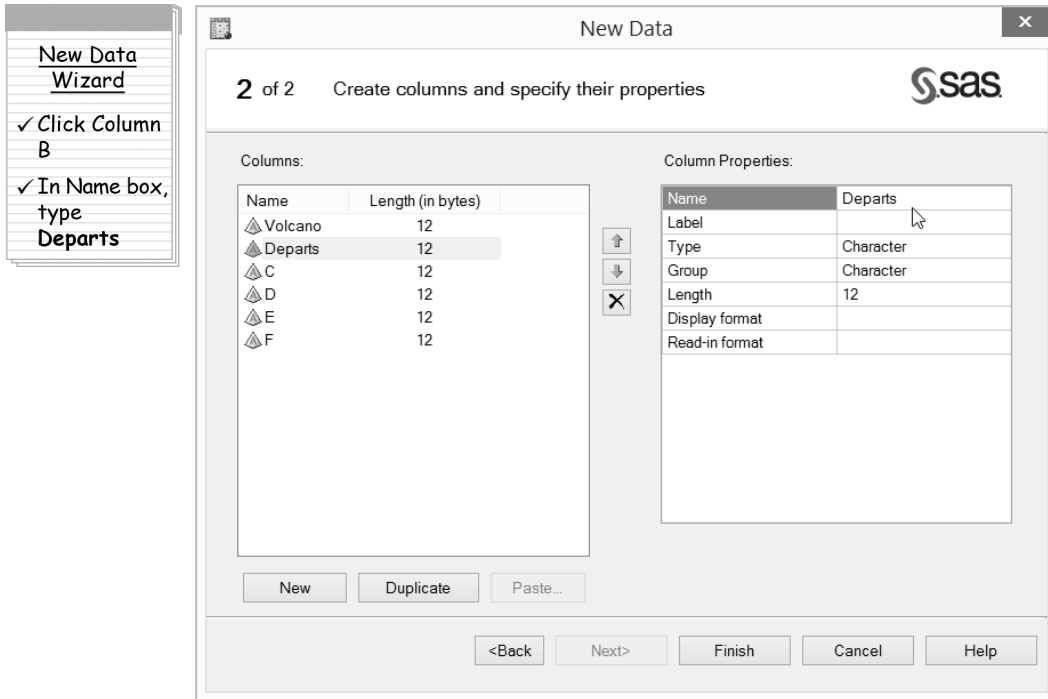 New Data
Wizard
✓ Click Column
B
✓ In Name box,
type
Departs
New Data
2 of 2 Create columns and specify their properties
sas
Columns:
Name Length (in bytes)
Volcano 12
Departs 12
C 12
D 12
E 12
F 12
New Duplicate Paste...
Column Properties:
Name Departs
Label
Type Character
Group Character
Length 12
Display format
Read-in format
<Back Next> Finish Cancel Help